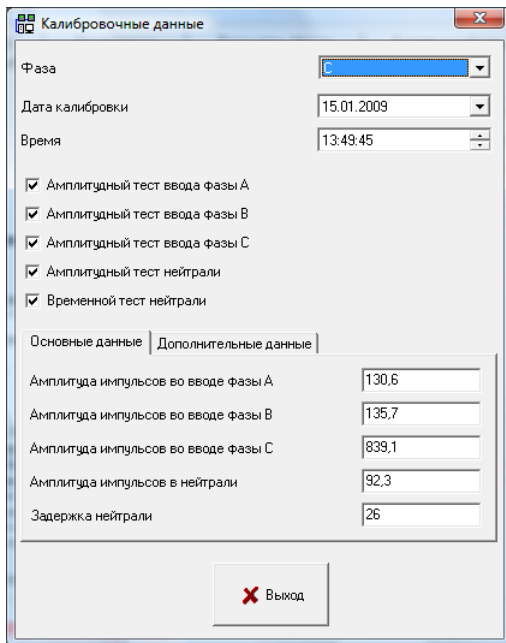 Калибровочные данные
Фаза C
Дата калибровки 15.01.2009
Время 13:49:45
Амплитудный тест ввода фазы A
Амплитудный тест ввода фазы B
Амплитудный тест ввода фазы C
Амплитудный тест нейтрали
Временной тест нейтрали
Основные данные Дополнительные данные
Амплитуда импульсов во вводе фазы A 130,6
Амплитуда импульсов во вводе фазы B 135,7
Амплитуда импульсов во вводе фазы C 839,1
Амплитуда импульсов в нейтрали 92,3
Задержка нейтрали 26
Выход